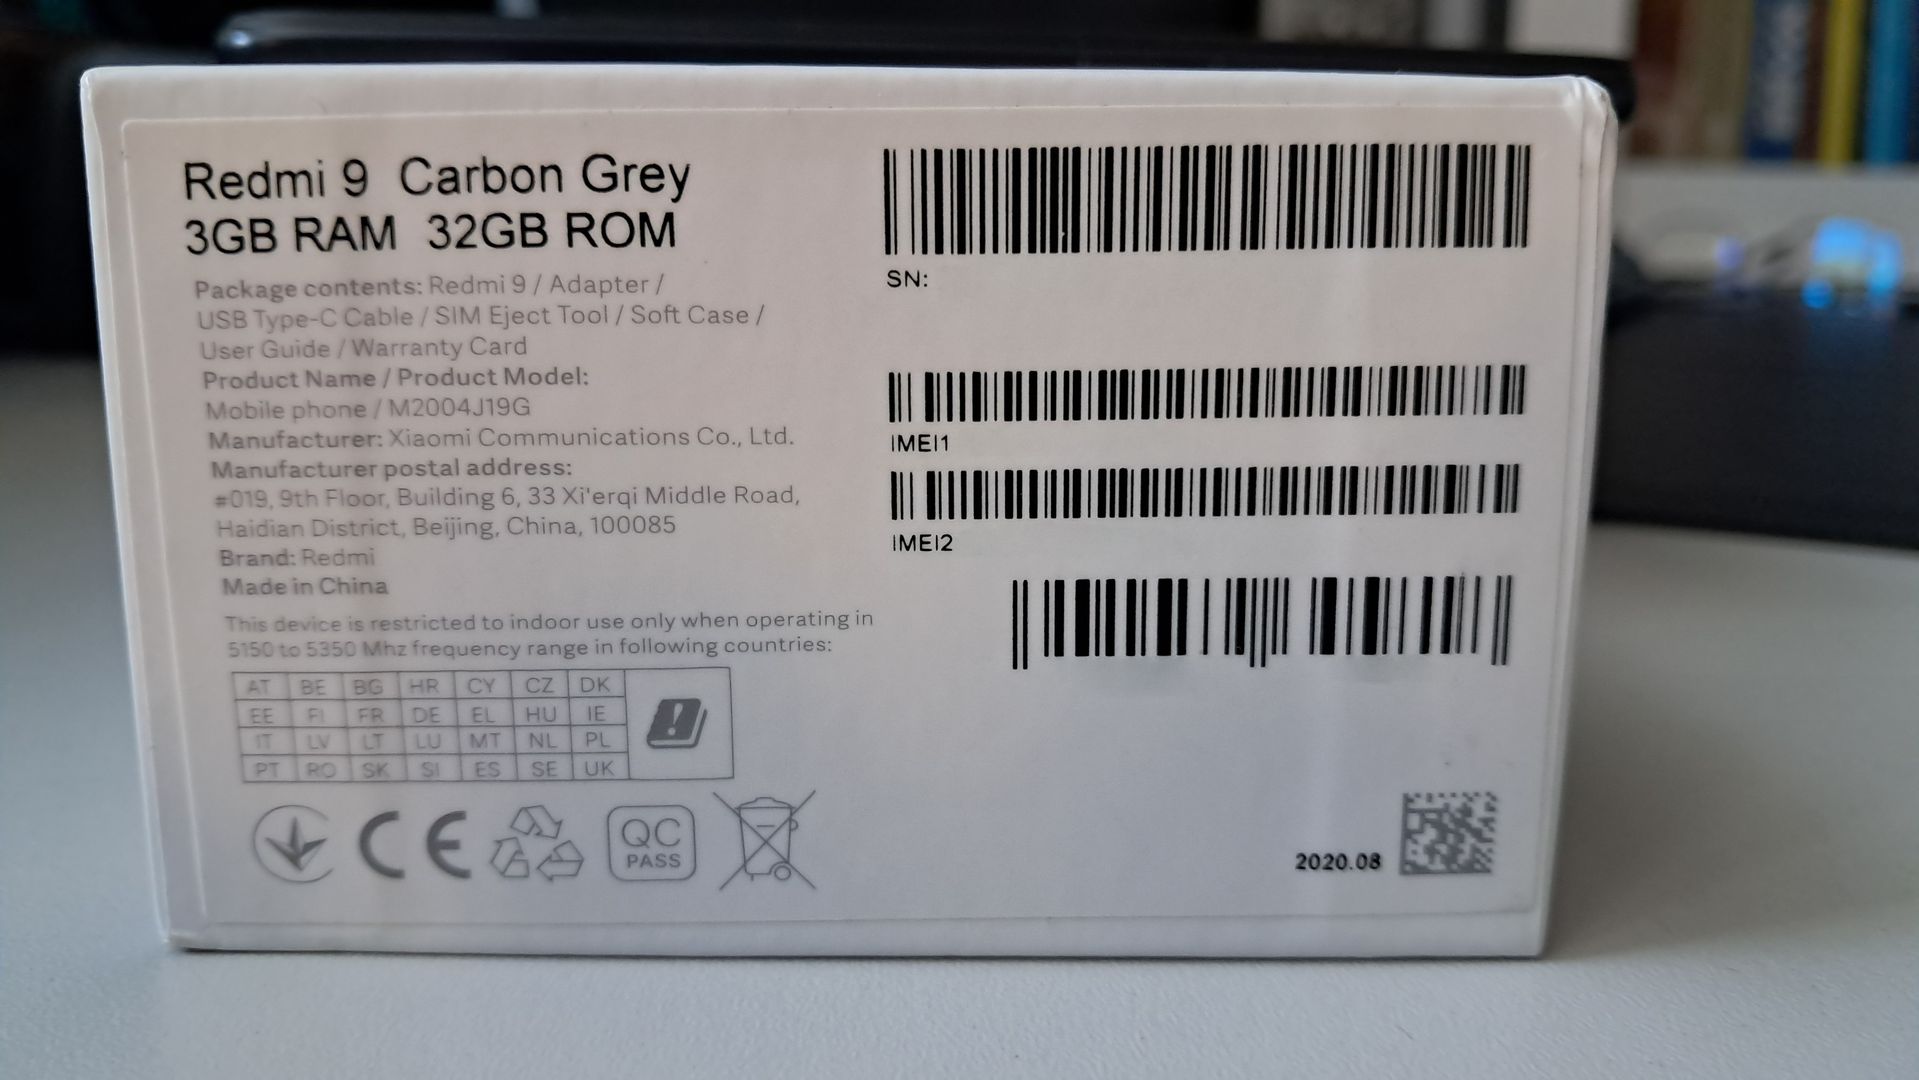 Redmi 9 Carbon Grey
3GB RAM 32GB ROM
Package contents: Redmi 9 / Adapter /
USB Type-C Cable / SIM Eject Tool / Soft Case /
User Guide / Warranty Card
Product Name / Product Model:
Mobile phone / M2004J19G
Manufacturer: Xiaomi Communications Co., Ltd.
Manufacturer postal address:
#019, 9th Floor, Building 6, 33 Xi'erqi Middle Road,
Haidian District, Beijing, China, 100085
Brand: Redmi
Made in China
This device is restricted to indoor use only when operating in
5150 to 5350 Mhz frequency range in following countries:
AT BE BG HR CY CZ DK
EE FI FR DE EL HU IE
IT LV LT LU MT NL PL
PT RO SK SI ES SE UK
CE
QC
PASS
SN:
IMEI1
IMEI2
2020.08